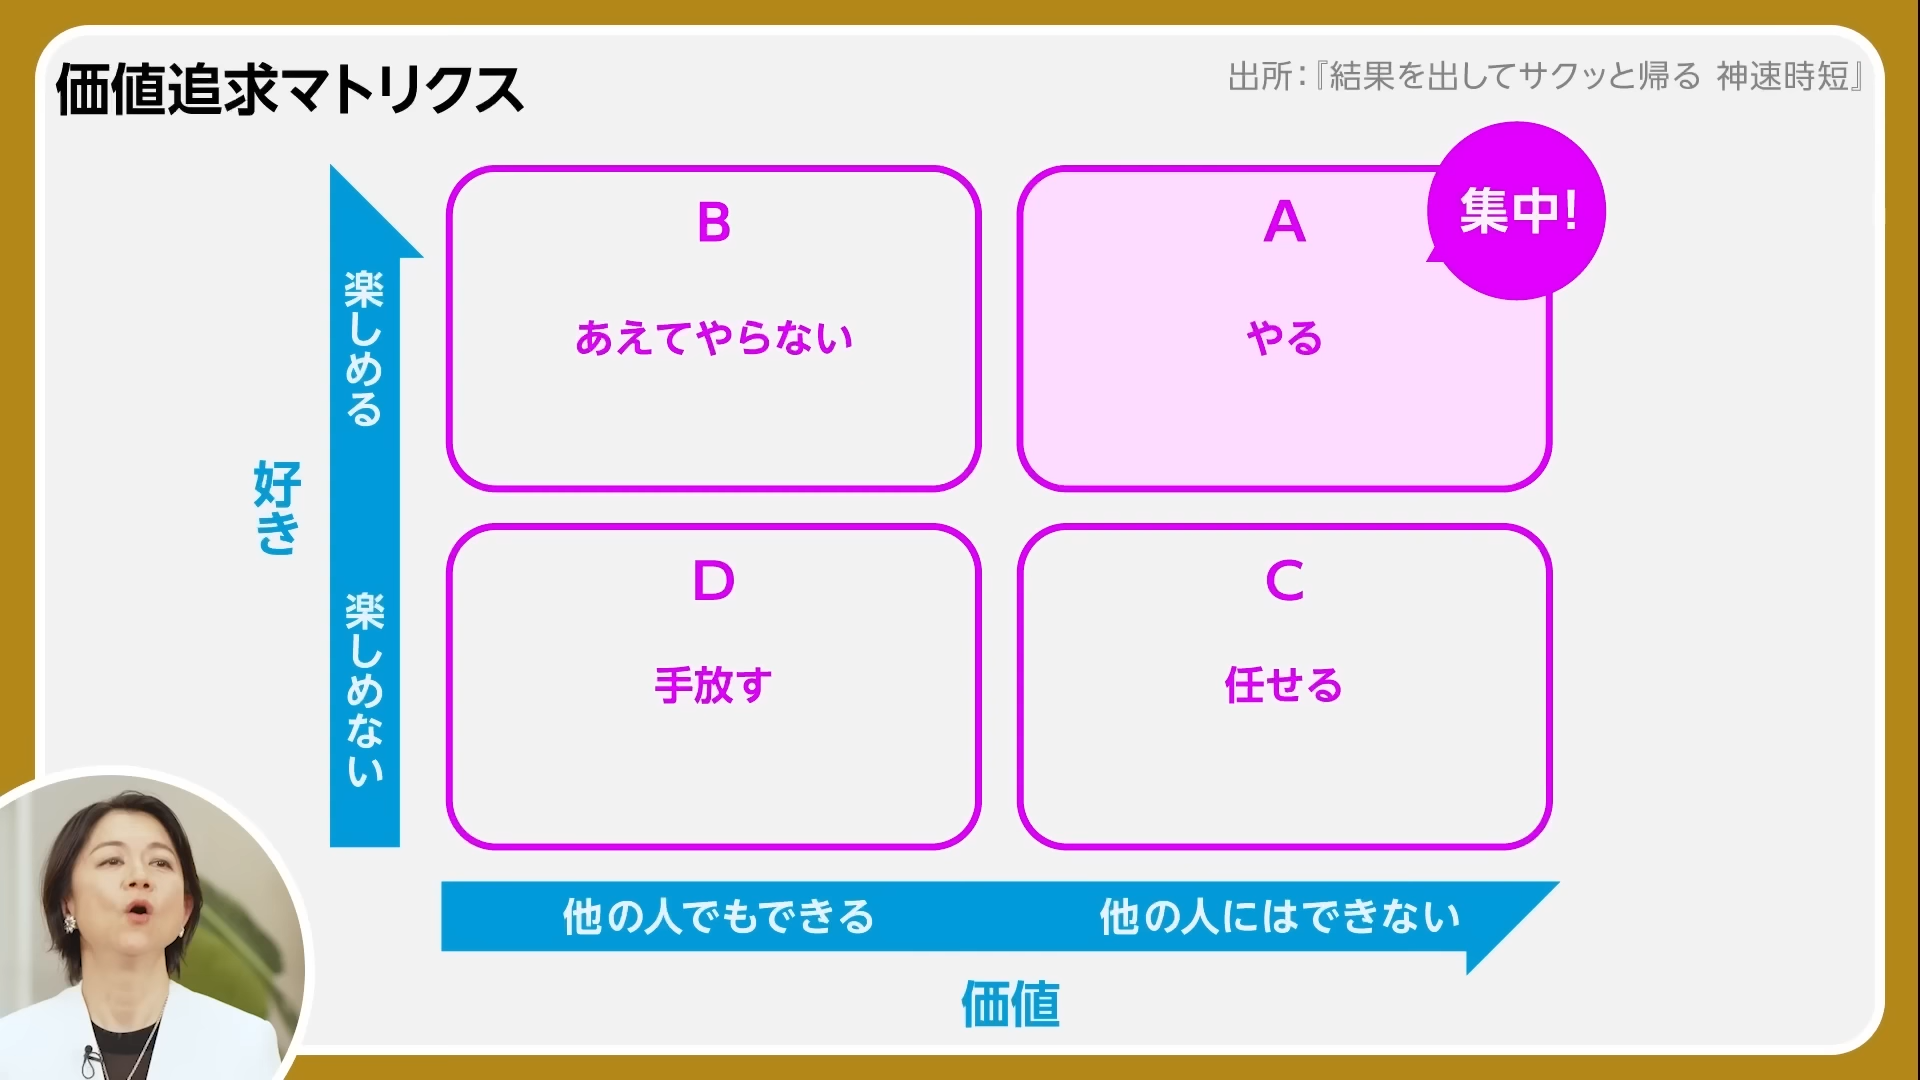 価値追求マトリクス
出所：『結果を出してサクッと帰る 神速時短』
集中！
B
あえてやらない
A
やる
楽しめる
好き
楽しめない
D
手放す
C
任せる
他の人でもできる
他の人にはできない
価値